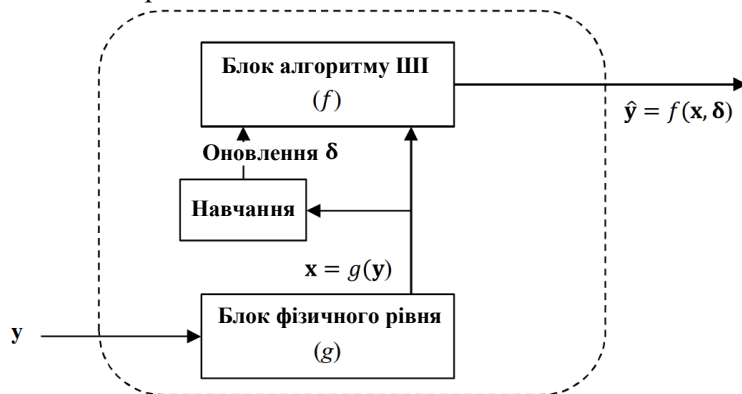 Блок алгоритму ШІ
(f)
ŷ = f(x, δ)
Оновлення δ
Навчання
x = g(y)
Блок фізичного рівня
y
(g)